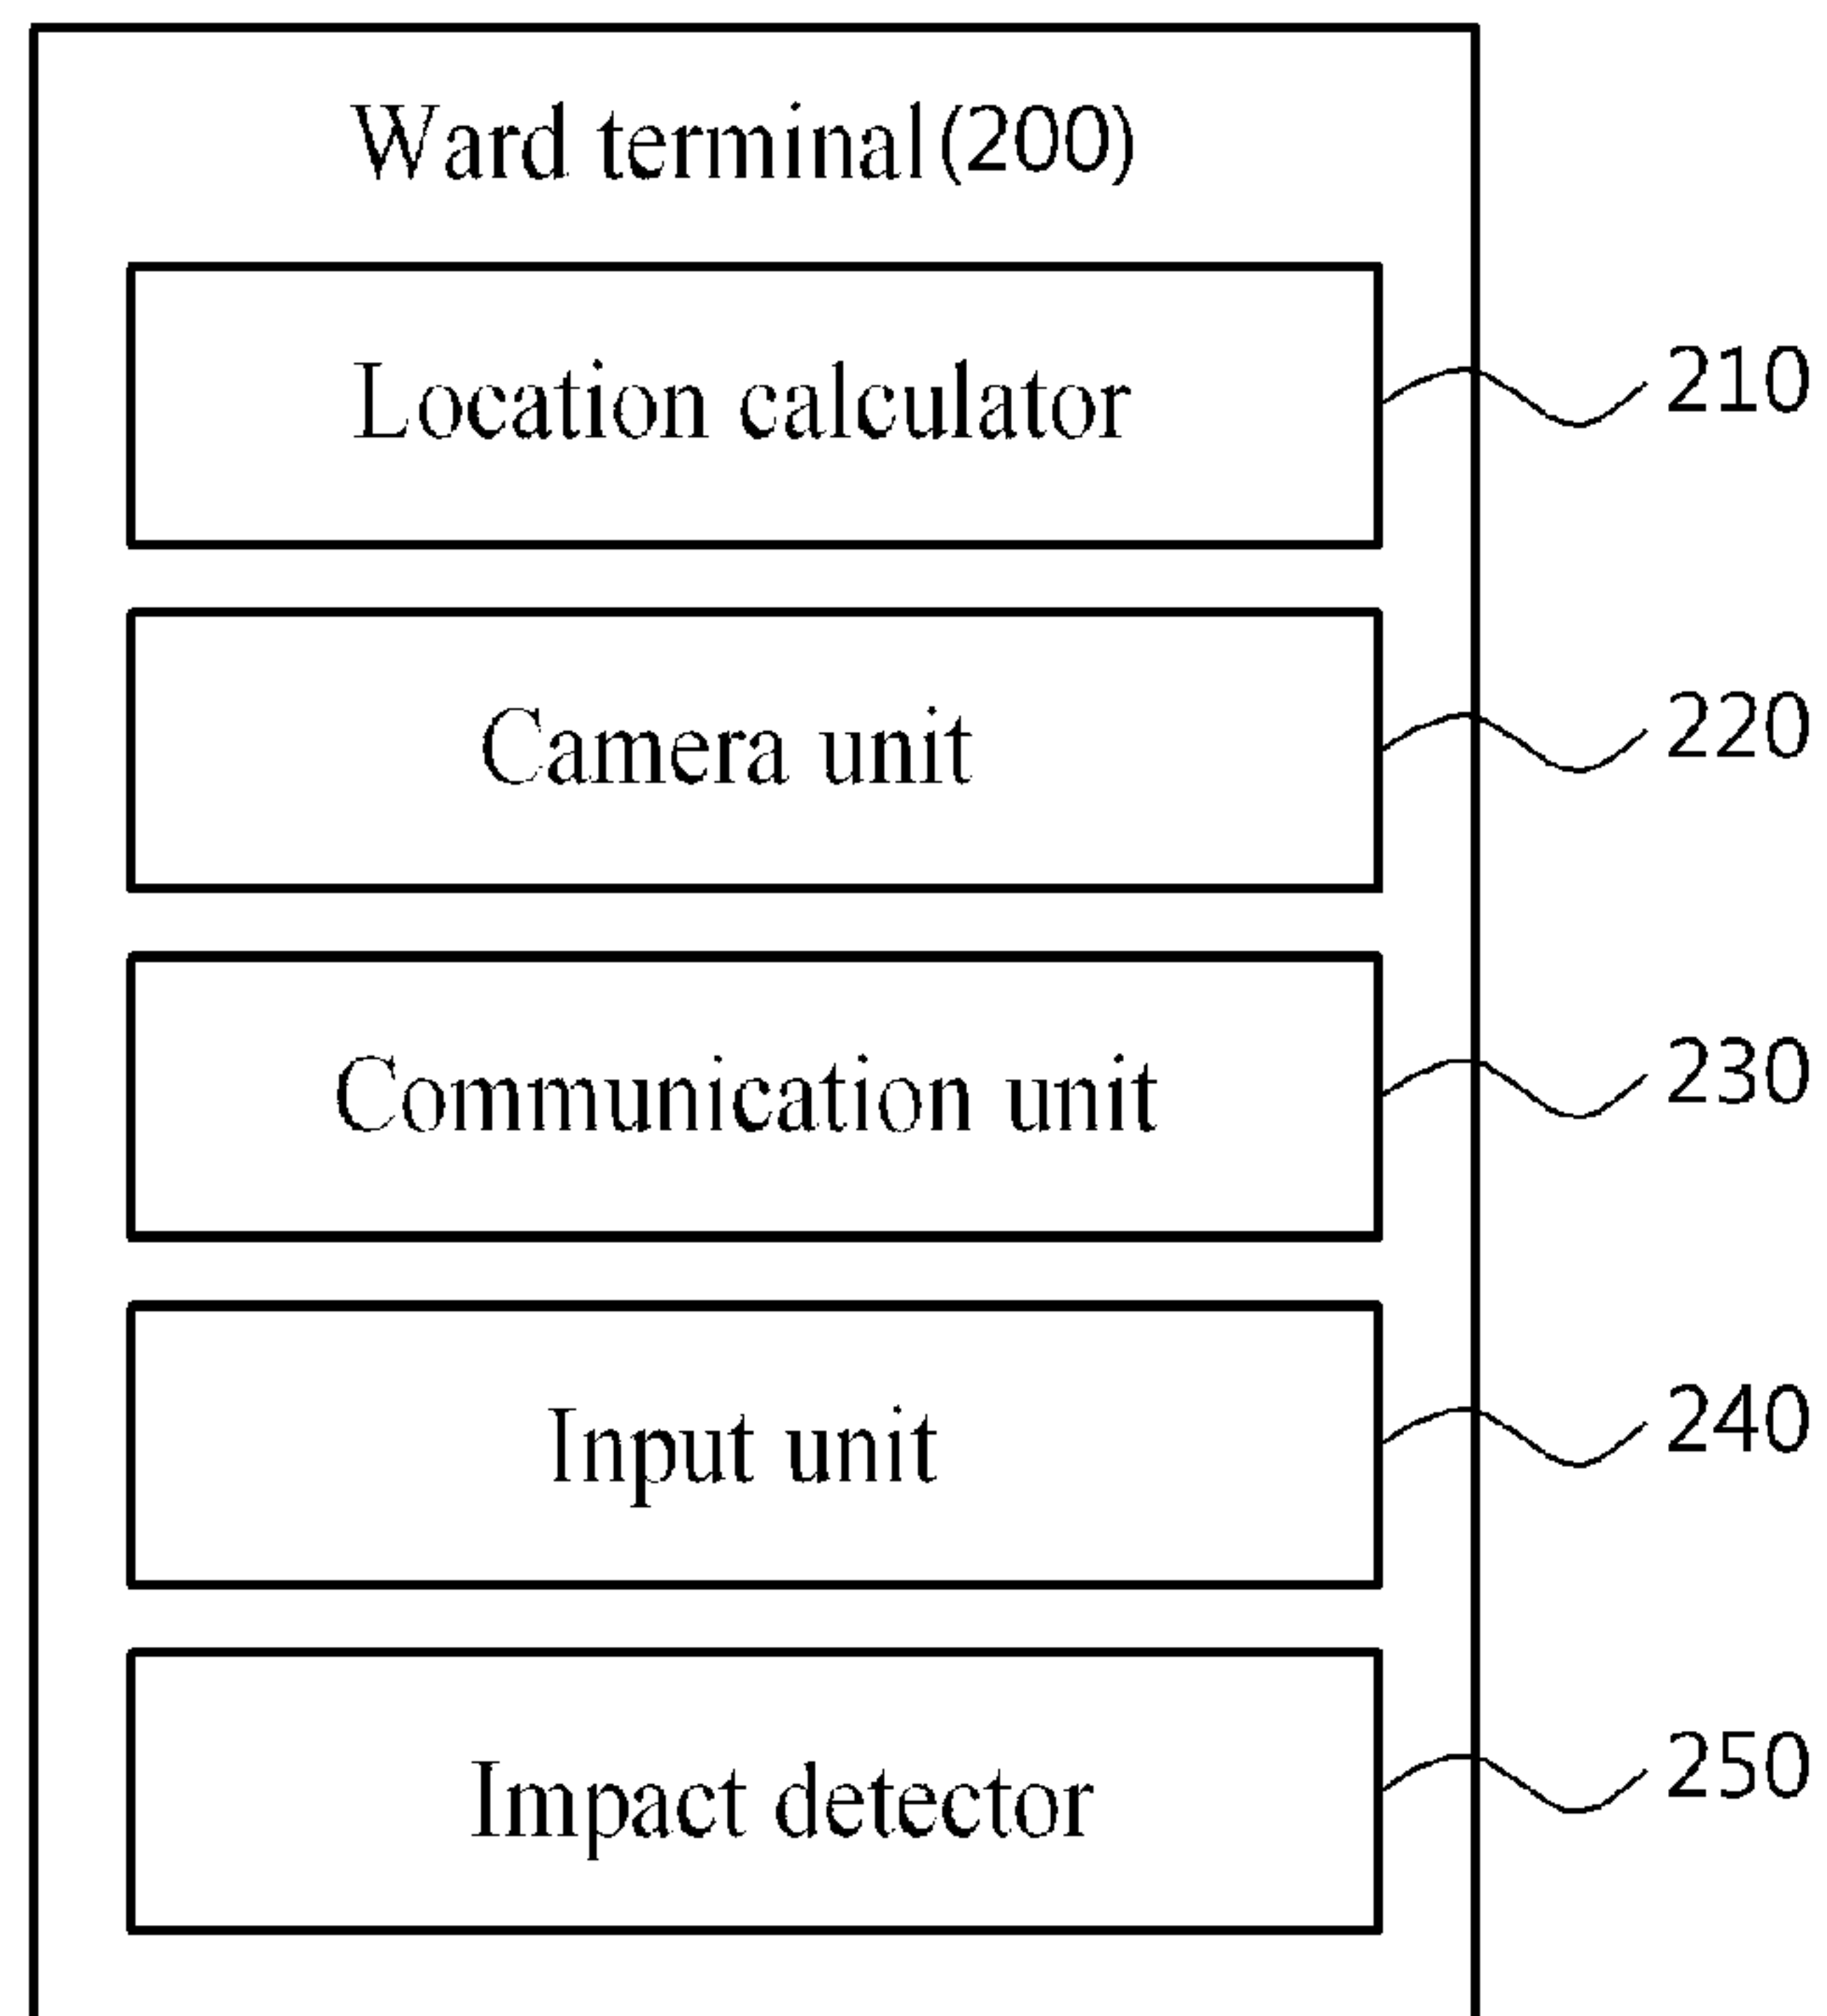 Ward terminal(200)
Location calculator
210
Camera unit
220
Communication unit
230
Input unit
240
Impact detector
250